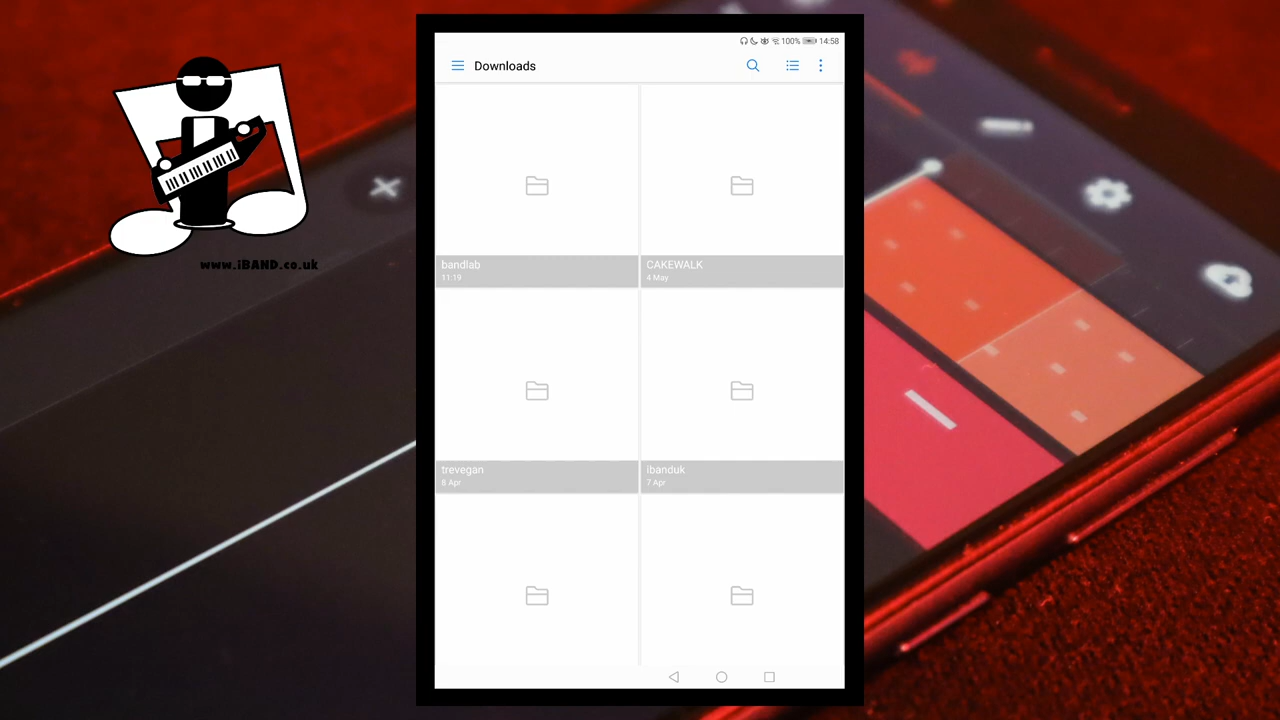 www.iBAND.co.uk
100% 14:58
Downloads
bandlab
11:19
CAKEWALK
4 May
trevegan
8 Apr
ibanduk
7 Apr